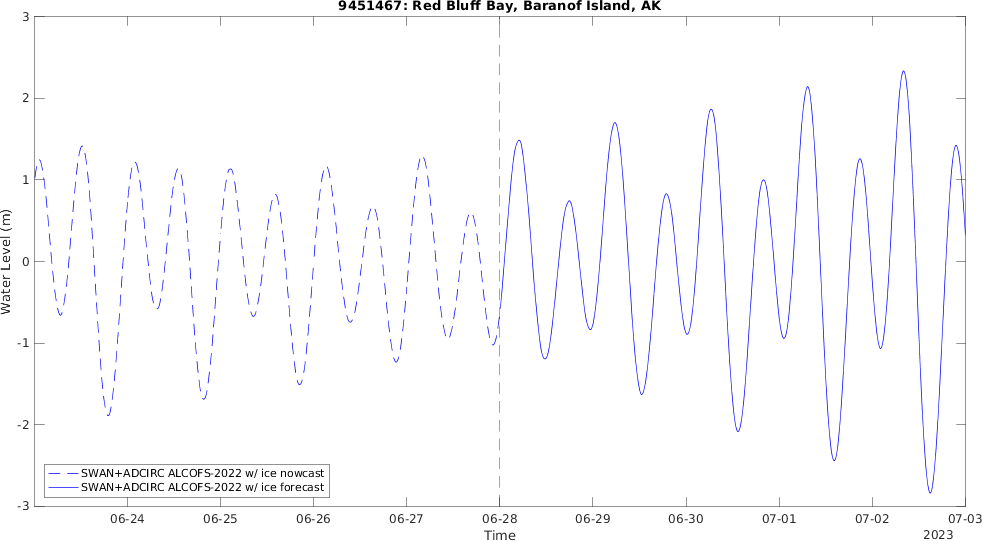 9451467: Red Bluff Bay, Baranof Island, AK
Water Level (m)
3
2
1
0
-1
-2
-3
SWAN+ADCIRC ALCOFS-2022 w/ ice nowcast
SWAN+ADCIRC ALCOFS-2022 w/ ice forecast
06-24 06-25 06-26 06-27 06-28 06-29 06-30 07-01 07-02 07-03
Time
2023